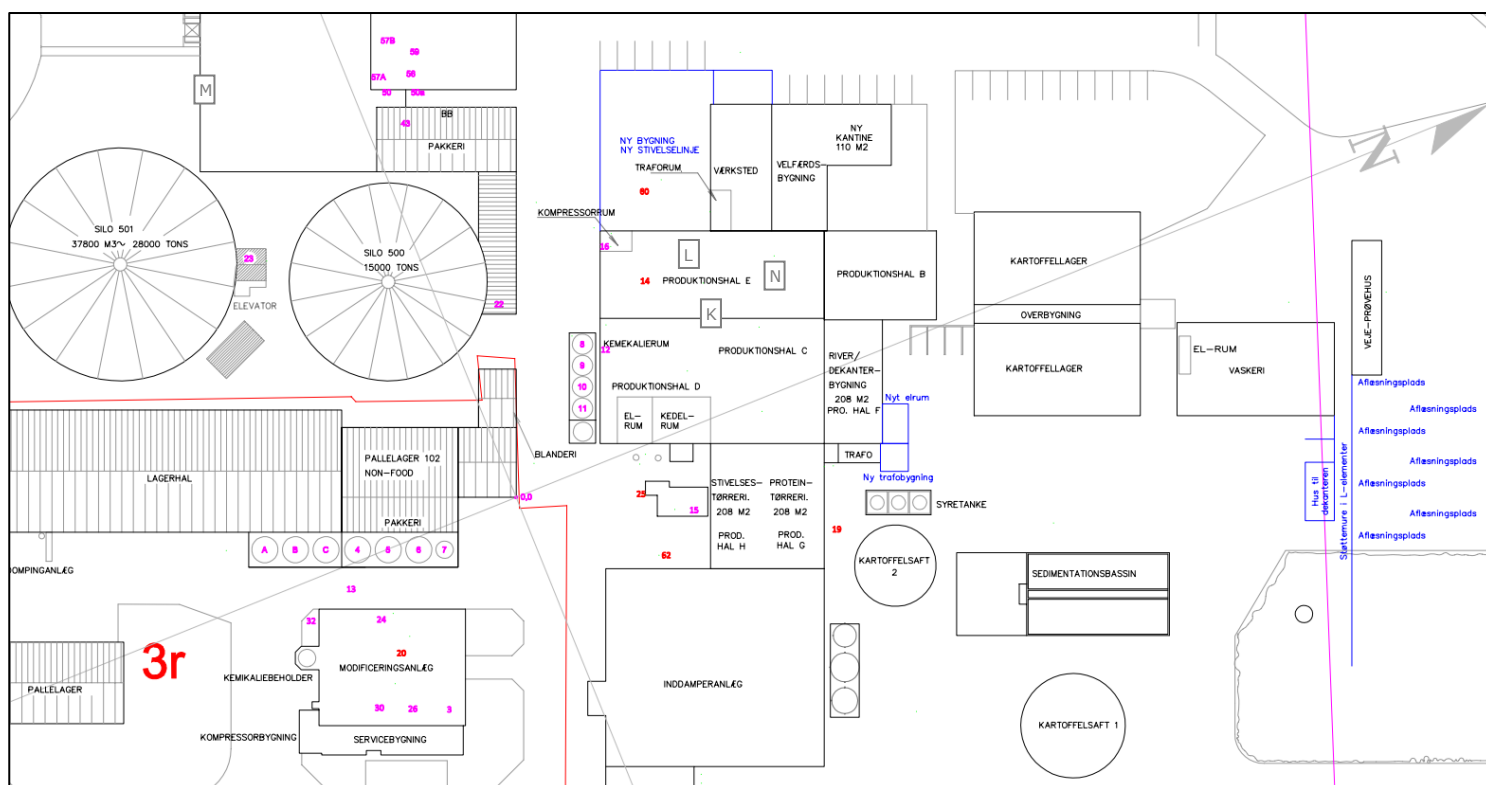 57B
59
57A
56
50
M
BB
43
PAKKERI
NY BYGNING
NY STIVELSELINJE
TRAFORUM
60
VÆRKSTED
VELFÆRDS-
BYGNING
NY
KANTINE
110 M2
N
KOMPRESSORRUM
16
SILO 501
37800 M3~ 28000 TONS
23
ELEVATOR
SILO 500
15000 TONS
22
L
N
14
PRODUKTIONSHAL E
K
PRODUKTIONSHAL B
KARTOFFELLAGER
OVERBYGNING
KARTOFFELLAGER
EL-RUM
VASKERI
VEJE-PRØVEHUS
8
9
10
11
12
KEMEKALIERUM
PRODUKTIONSHAL C
PRODUKTIONSHAL D
EL-
RUM
KEDEL-
RUM
RIVER/
DEKANTER-
BYGNING
208 M2
PRO. HAL F
Nyt elrum
TRAFO
Ny trafobygning
Aflæsningplads
Aflæsningsplads
Aflæsningsplads
Aflæsningsplads
Aflæsningsplads
Aflæsningsplads
Aflæsningsplads
Hus til
dekanteren
Støttemure i L-elementer
LAGERHAL
PALLELAGER 102
NON-FOOD
PAKKERI
BLANDERI
0,0
A
B
C
4
5
6
7
25
15
STIVELSES-
TØRRERI.
208 M2
PROD.
HAL H
PROTEIN-
TØRRERI.
208 M2
PROD.
HAL G
62
19
SYRETANKE
KARTOFFELSAFT
2
SEDIMENTATIONSBASSIN
KARTOFFELSAFT 1
INDDAMPERANLÆG
OMPINGANLÆG
13
32
24
20
MODIFICERINGSANLÆG
KEMIKALIEBEHOLDER
30
26
3
KOMPRESSORBYGNING
SERVICEBYGNING
3r
PALLELAGER